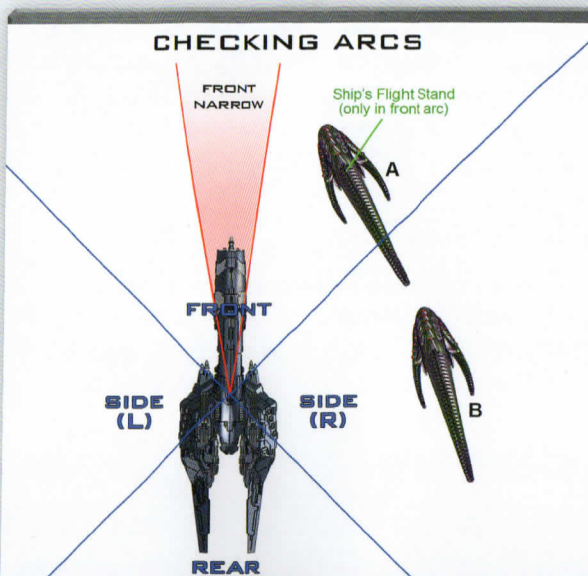 CHECKING ARCS
FRONT
NARROW
Ship's Flight Stand
(only in front arc)
A
FRONT
SIDE
(L)
SIDE
(R)
B
REAR